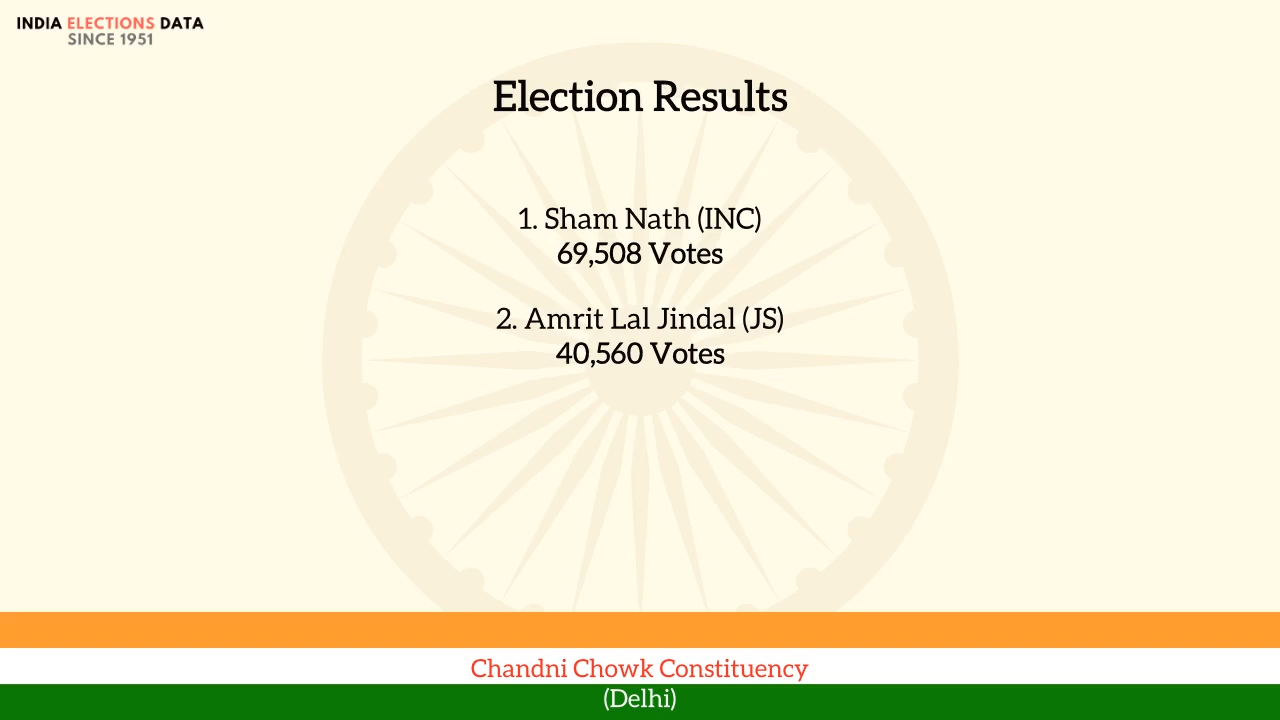 INDIA ELECTIONS DATA
SINCE 1951
Election Results
1. Sham Nath (INC)
69,508 Votes
2. Amrit Lal Jindal (JS)
40,560 Votes
Chandni Chowk Constituency
(Delhi)